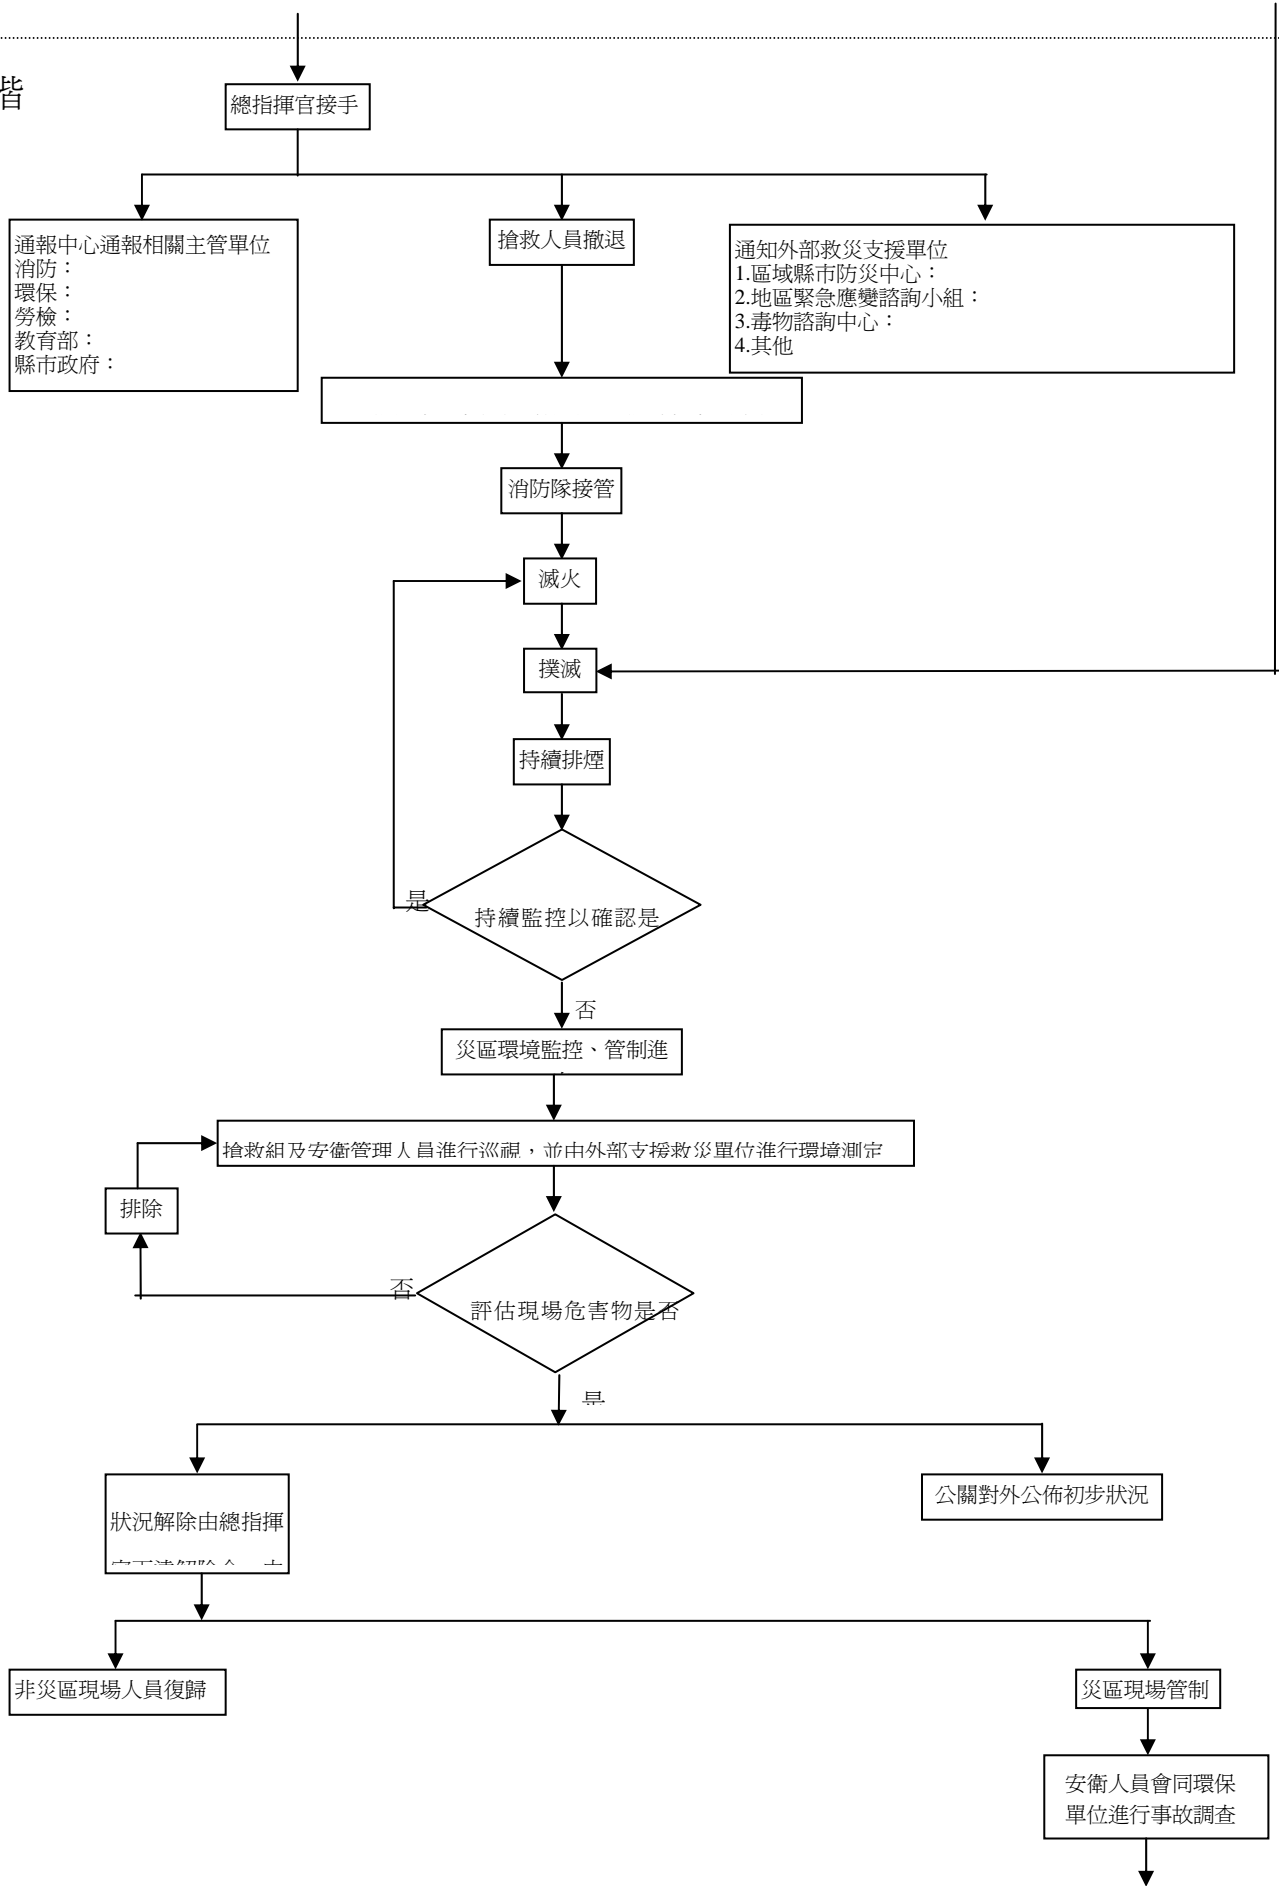 階
總指揮官接手
通報中心通報相關主管單位
消防：
環保：
勞檢：
教育部：
縣市政府：
搶救人員撤退
通知外部救災支援單位
1.區域縣市防災中心：
2.地區緊急應變諮詢小組：
3.毒物諮詢中心：
4.其他
消防隊接管
滅火
撲滅
持續排煙
是
持續監控以確認是
否
災區環境監控、管制進
搶救組及安衛管理人員進行巡視，並由外部支援救災單位進行環境測定
排除
否
評估現場危害物是否
是
狀況解除由總指揮
公關對外公佈初步狀況
非災區現場人員復歸
災區現場管制
安衛人員會同環保
單位進行事故調查